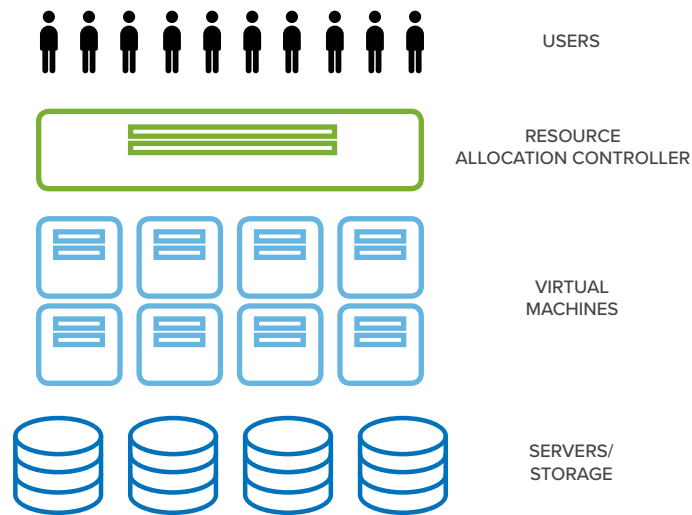 USERS
RESOURCE
ALLOCATION CONTROLLER
VIRTUAL
MACHINES
SERVERS/
STORAGE